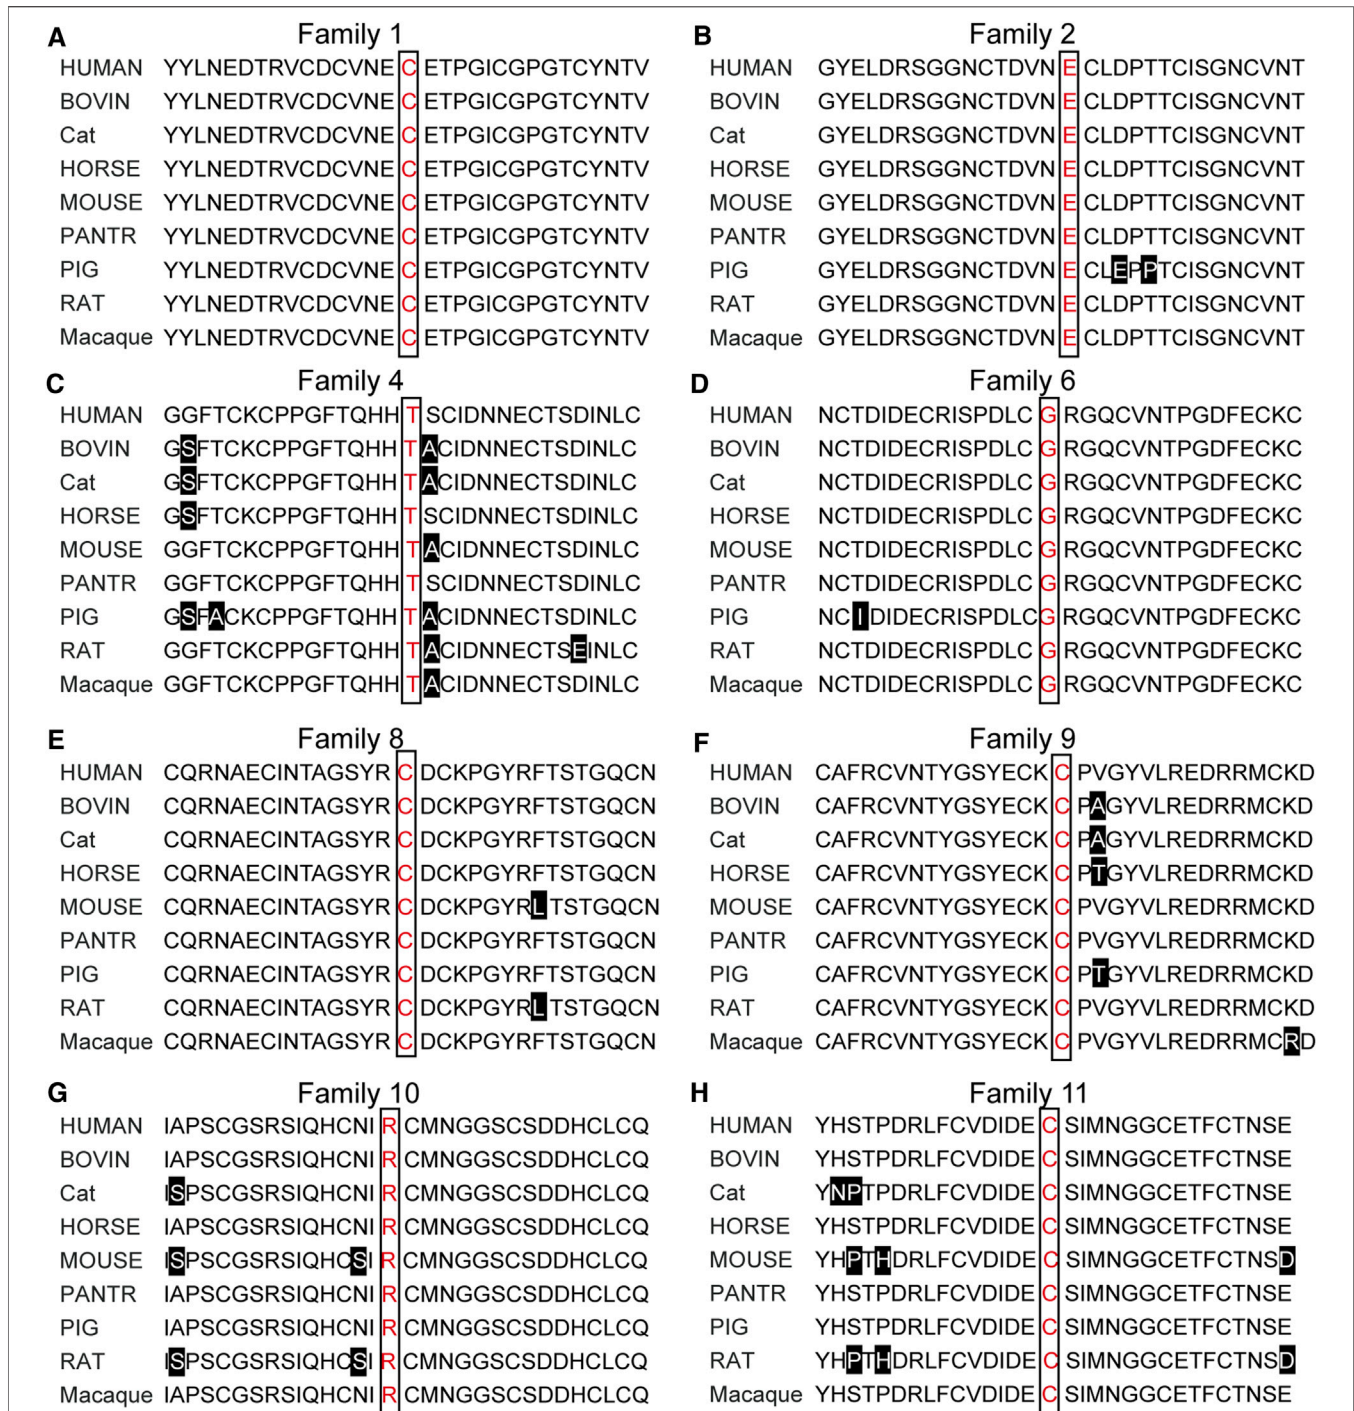 A Family 1
HUMAN YYLNEDTRVCDCVNE C ETPGICGPGTCYNTV
BOVIN YYLNEDTRVCDCVNE C ETPGICGPGTCYNTV
Cat YYLNEDTRVCDCVNE C ETPGICGPGTCYNTV
HORSE YYLNEDTRVCDCVNE C ETPGICGPGTCYNTV
MOUSE YYLNEDTRVCDCVNE C ETPGICGPGTCYNTV
PANTR YYLNEDTRVCDCVNE C ETPGICGPGTCYNTV
PIG YYLNEDTRVCDCVNE C ETPGICGPGTCYNTV
RAT YYLNEDTRVCDCVNE C ETPGICGPGTCYNTV
Macaque YYLNEDTRVCDCVNE C ETPGICGPGTCYNTV
B Family 2
HUMAN GYELDRSGGNCTDVN E CLDPTTCISGNCVNT
BOVIN GYELDRSGGNCTDVN E CLDPTTCISGNCVNT
Cat GYELDRSGGNCTDVN E CLDPTTCISGNCVNT
HORSE GYELDRSGGNCTDVN E CLDPTTCISGNCVNT
MOUSE GYELDRSGGNCTDVN E CLDPTTCISGNCVNT
PANTR GYELDRSGGNCTDVN E CLDPTTCISGNCVNT
PIG GYELDRSGGNCTDVN E CLEPPTCISGNCVNT
RAT GYELDRSGGNCTDVN E CLDPTTCISGNCVNT
Macaque GYELDRSGGNCTDVN E CLDPTTCISGNCVNT
C Family 4
HUMAN GGFTCKCPPGFTQHH T SCIDNNECTSDINLC
BOVIN GSFTCKCPPGFTQHH T ACIDNNECTSDINLC
Cat GSFTCKCPPGFTQHH T ACIDNNECTSDINLC
HORSE GSFTCKCPPGFTQHH T SCIDNNECTSDINLC
MOUSE GGFTCKCPPGFTQHH T ACIDNNECTSDINLC
PANTR GGFTCKCPPGFTQHH T SCIDNNECTSDINLC
PIG GSFACKCPPGFTQHH T ACIDNNECTSDINLC
RAT GGFTCKCPPGFTQHH T ACIDNNECTSEINLC
Macaque GGFTCKCPPGFTQHH T ACIDNNECTSDINLC
D Family 6
HUMAN NCTDIDECRISPDLC G RGQCVNTPGDFECKC
BOVIN NCTDIDECRISPDLC G RGQCVNTPGDFECKC
Cat NCTDIDECRISPDLC G RGQCVNTPGDFECKC
HORSE NCTDIDECRISPDLC G RGQCVNTPGDFECKC
MOUSE NCTDIDECRISPDLC G RGQCVNTPGDFECKC
PANTR NCTDIDECRISPDLC G RGQCVNTPGDFECKC
PIG NCIDIDECRISPDLC G RGQCVNTPGDFECKC
RAT NCTDIDECRISPDLC G RGQCVNTPGDFECKC
Macaque NCTDIDECRISPDLC G RGQCVNTPGDFECKC
E Family 8
HUMAN CQRNAECINTAGSYR C DCKPGYRFTSTGQCN
BOVIN CQRNAECINTAGSYR C DCKPGYRFTSTGQCN
Cat CQRNAECINTAGSYR C DCKPGYRFTSTGQCN
HORSE CQRNAECINTAGSYR C DCKPGYRFTSTGQCN
MOUSE CQRNAECINTAGSYR C DCKPGYRLTSTGQCN
PANTR CQRNAECINTAGSYR C DCKPGYRFTSTGQCN
PIG CQRNAECINTAGSYR C DCKPGYRFTSTGQCN
RAT CQRNAECINTAGSYR C DCKPGYRLTSTGQCN
Macaque CQRNAECINTAGSYR C DCKPGYRFTSTGQCN
F Family 9
HUMAN CAFRCVNTYGSYECK C PVGYVLREDRRMCKD
BOVIN CAFRCVNTYGSYECK C PAGYVLREDRRMCKD
Cat CAFRCVNTYGSYECK C PAGYVLREDRRMCKD
HORSE CAFRCVNTYGSYECK C PTGYVLREDRRMCKD
MOUSE CAFRCVNTYGSYECK C PVGYVLREDRRMCKD
PANTR CAFRCVNTYGSYECK C PVGYVLREDRRMCKD
PIG CAFRCVNTYGSYECK C PTGYVLREDRRMCKD
RAT CAFRCVNTYGSYECK C PVGYVLREDRRMCKD
Macaque CAFRCVNTYGSYECK C PVGYVLREDRRMCRD
G Family 10
HUMAN IAPSCGSRSIQHCNI R CMNGGSCSDDHCLCQ
BOVIN IAPSCGSRSIQHCNI R CMNGGSCSDDHCLCQ
Cat ISPSCGSRSIQHCNI R CMNGGSCSDDHCLCQ
HORSE IAPSCGSRSIQHCNI R CMNGGSCSDDHCLCQ
MOUSE ISPSCGSRSIQHCSI R CMNGGSCSDDHCLCQ
PANTR IAPSCGSRSIQHCNI R CMNGGSCSDDHCLCQ
PIG IAPSCGSRSIQHCNI R CMNGGSCSDDHCLCQ
RAT ISPSCGSRSIQHCSI R CMNGGSCSDDHCLCQ
Macaque IAPSCGSRSIQHCNI R CMNGGSCSDDHCLCQ
H Family 11
HUMAN YHSTPDRLFCVDIDE C SIMNGGCETFCTNSE
BOVIN YHSTPDRLFCVDIDE C SIMNGGCETFCTNSE
Cat YNPTPDRLFCVDIDE C SIMNGGCETFCTNSE
HORSE YHSTPDRLFCVDIDE C SIMNGGCETFCTNSE
MOUSE YHPTHDRLFCVDIDE C SIMNGGCETFCTNSD
PANTR YHSTPDRLFCVDIDE C SIMNGGCETFCTNSE
PIG YHSTPDRLFCVDIDE C SIMNGGCETFCTNSE
RAT YHPTHDRLFCVDIDE C SIMNGGCETFCTNSD
Macaque YHSTPDRLFCVDIDE C SIMNGGCETFCTNSE